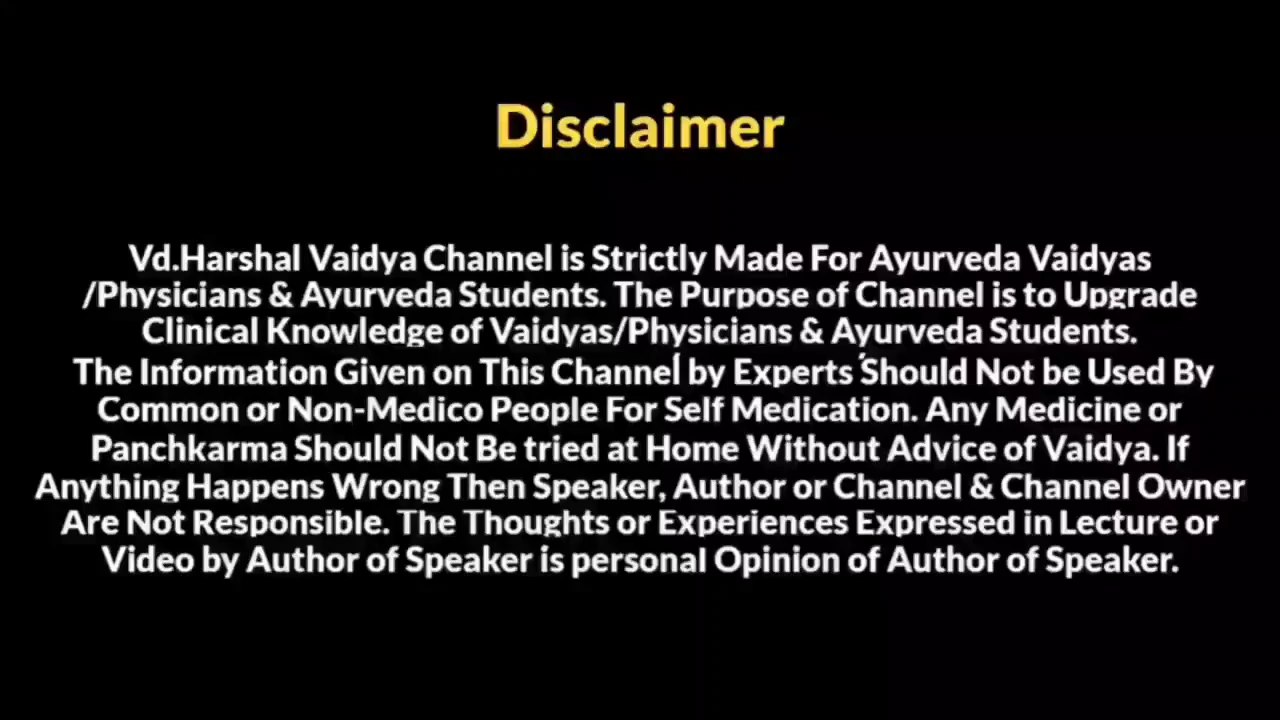 Disclaimer
Vd.Harshal Vaidya Channel is Strictly Made For Ayurveda Vaidyas
/Physicians & Ayurveda Students. The Purpose of Channel is to Upgrade
Clinical Knowledge of Vaidyas/Physicians & Ayurveda Students.
The Information Given on This Channel by Experts Should Not be Used By
Common or Non-Medico People For Self Medication. Any Medicine or
Panchkarma Should Not Be tried at Home Without Advice of Vaidya. If
Anything Happens Wrong Then Speaker, Author or Channel & Channel Owner
Are Not Responsible. The Thoughts or Experiences Expressed in Lecture or
Video by Author of Speaker is personal Opinion of Author of Speaker.